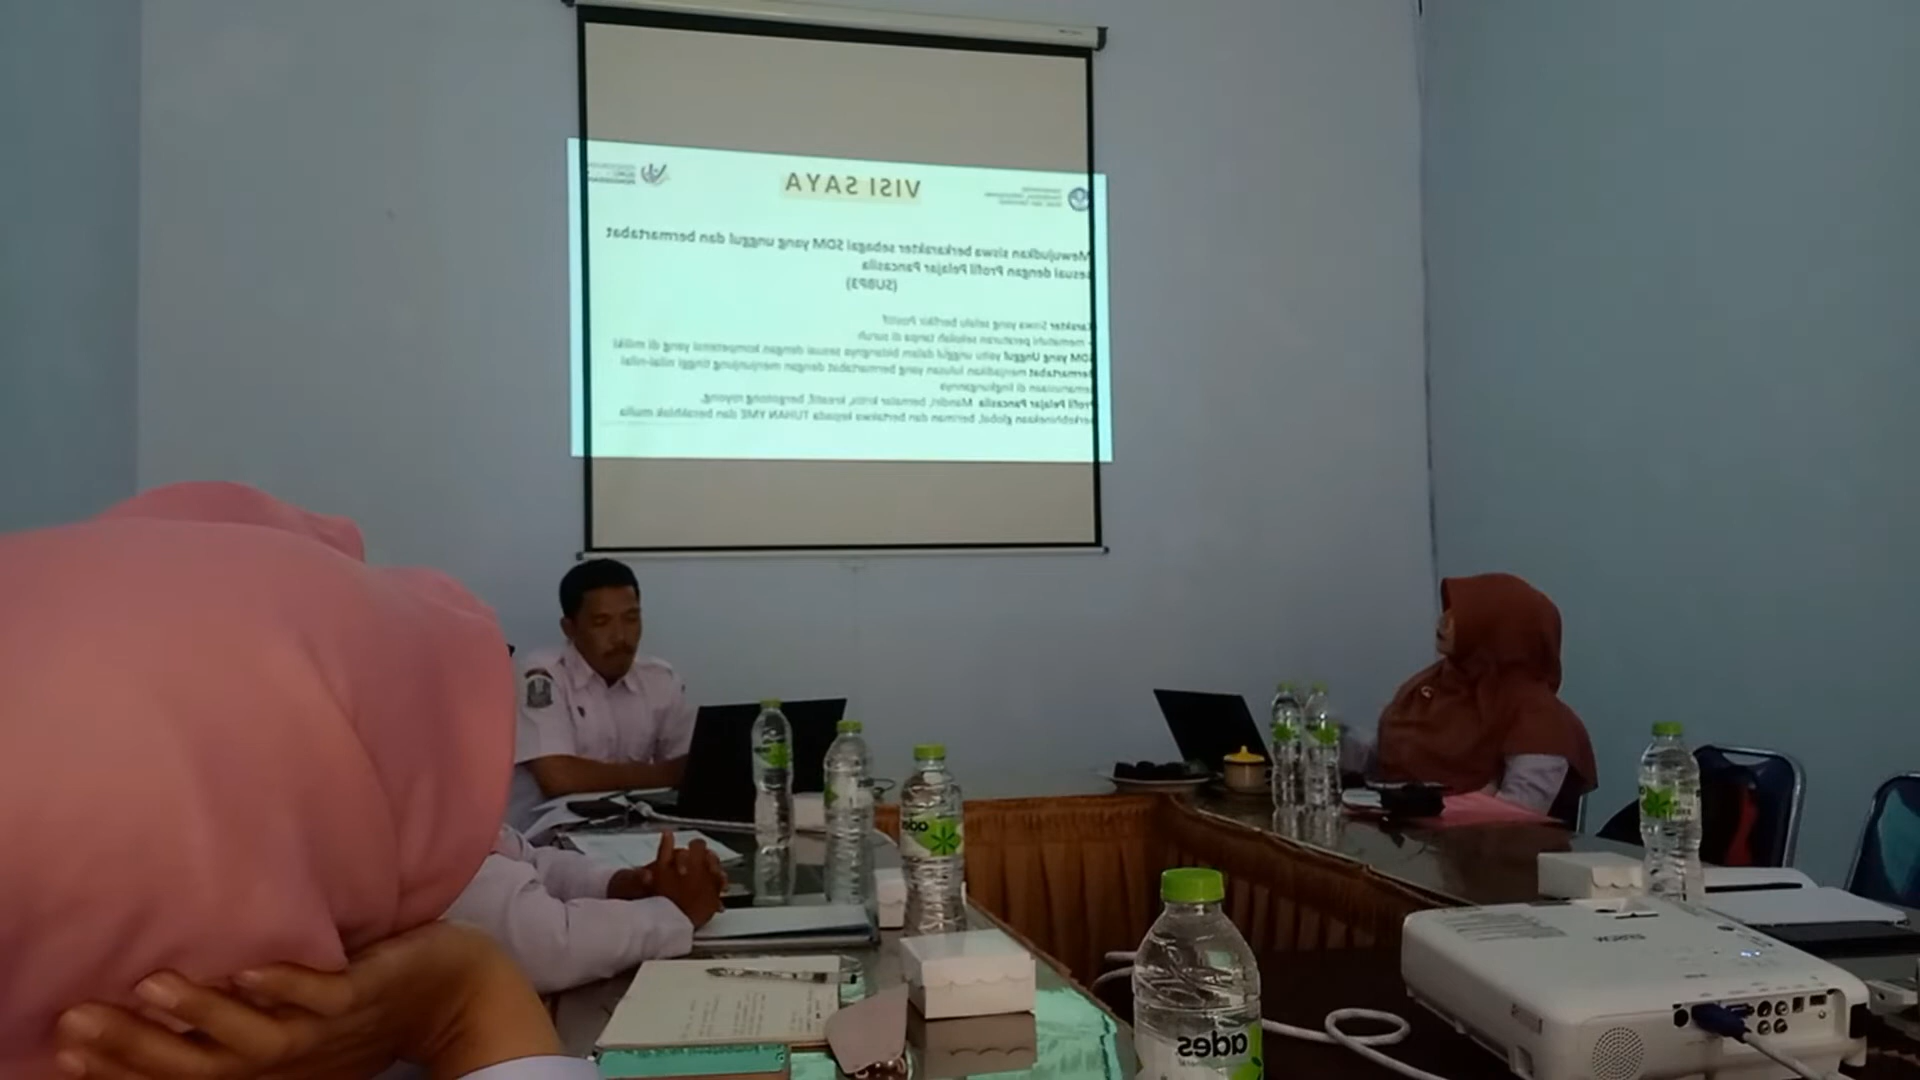 VISI SAYA
Mewujudkan siswa berkarakter sebagai SDM yang unggul dan bermartabat
sesuai dengan Profil Pelajar Pancasila
(SUBP3)
Karakter Siswa yang selalu berfikir Positif
- mematuhi peraturan sekolah tanpa di suruh
SDM yang Unggul yaitu unggul dalam bidangnya sesuai dengan kompetensi yang di miliki
Bermartabat menjadikan lulusan yang bermartabat dengan menjunjung tinggi nilai-nilai
kemanusiaan di lingkungannya
Profil Pelajar Pancasila Mandiri, bernalar kritis, kreatif, bergotong royong,
berkebhinekaan global, beriman dan bertakwa kepada TUHAN YME dan berakhlak mulia
ades
ades
EPSON